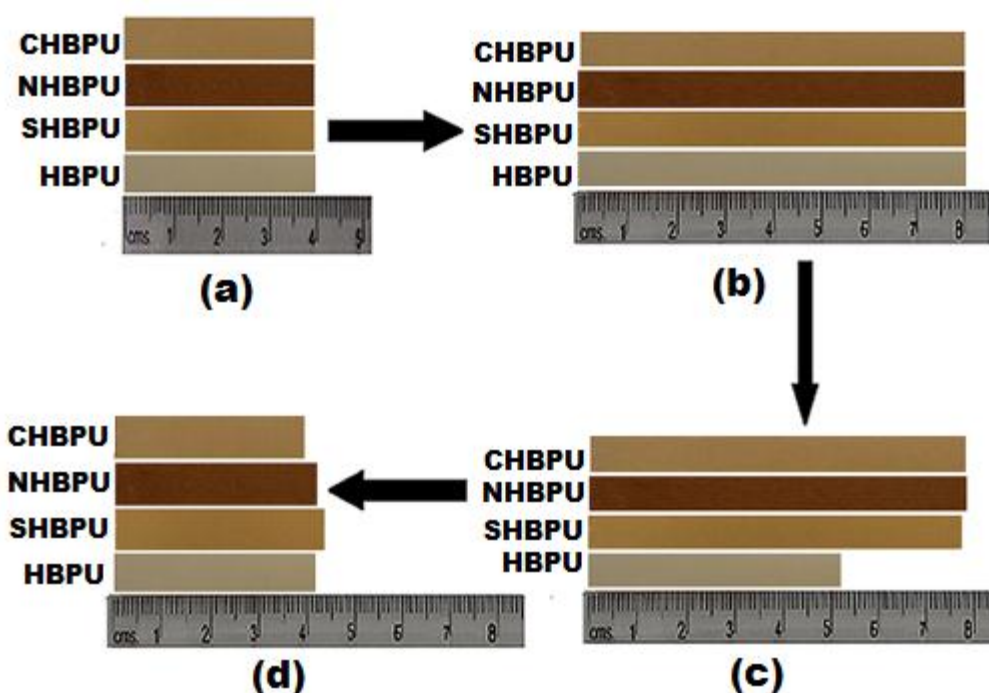 CHBPU
NHBPU
SHBPU
HBPU
cms. 1 2 3 4 5
(a)
CHBPU
NHBPU
SHBPU
HBPU
cms. 1 2 3 4 5 6 7 8
(b)
CHBPU
NHBPU
SHBPU
HBPU
cms. 1 2 3 4 5 6 7 8
(d)
CHBPU
NHBPU
SHBPU
HBPU
cms. 1 2 3 4 5 6 7 8
(c)